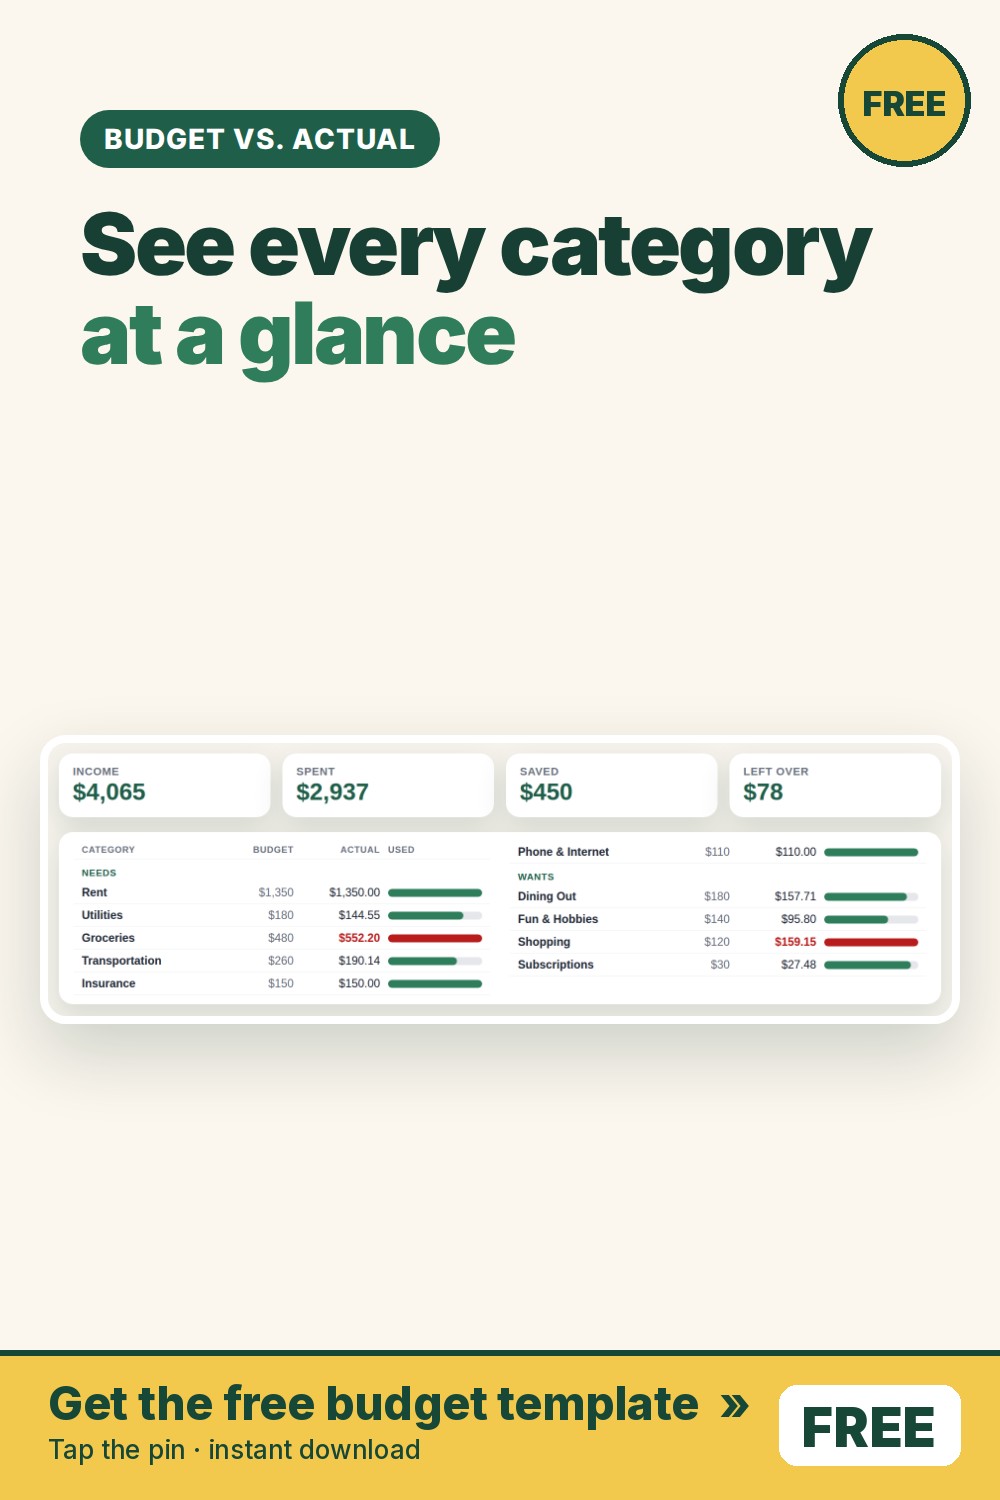 FREE
BUDGET VS. ACTUAL
See every category
at a glance
INCOME
$4,065
SPENT
$2,937
SAVED
$450
LEFT OVER
$78
CATEGORY BUDGET ACTUAL USED
NEEDS
Rent $1,350 $1,350.00
Utilities $180 $144.55
Groceries $480 $552.20
Transportation $260 $190.14
Insurance $150 $150.00
Phone & Internet $110 $110.00
WANTS
Dining Out $180 $157.71
Fun & Hobbies $140 $95.80
Shopping $120 $159.15
Subscriptions $30 $27.48
Get the free budget template »
Tap the pin · instant download
FREE